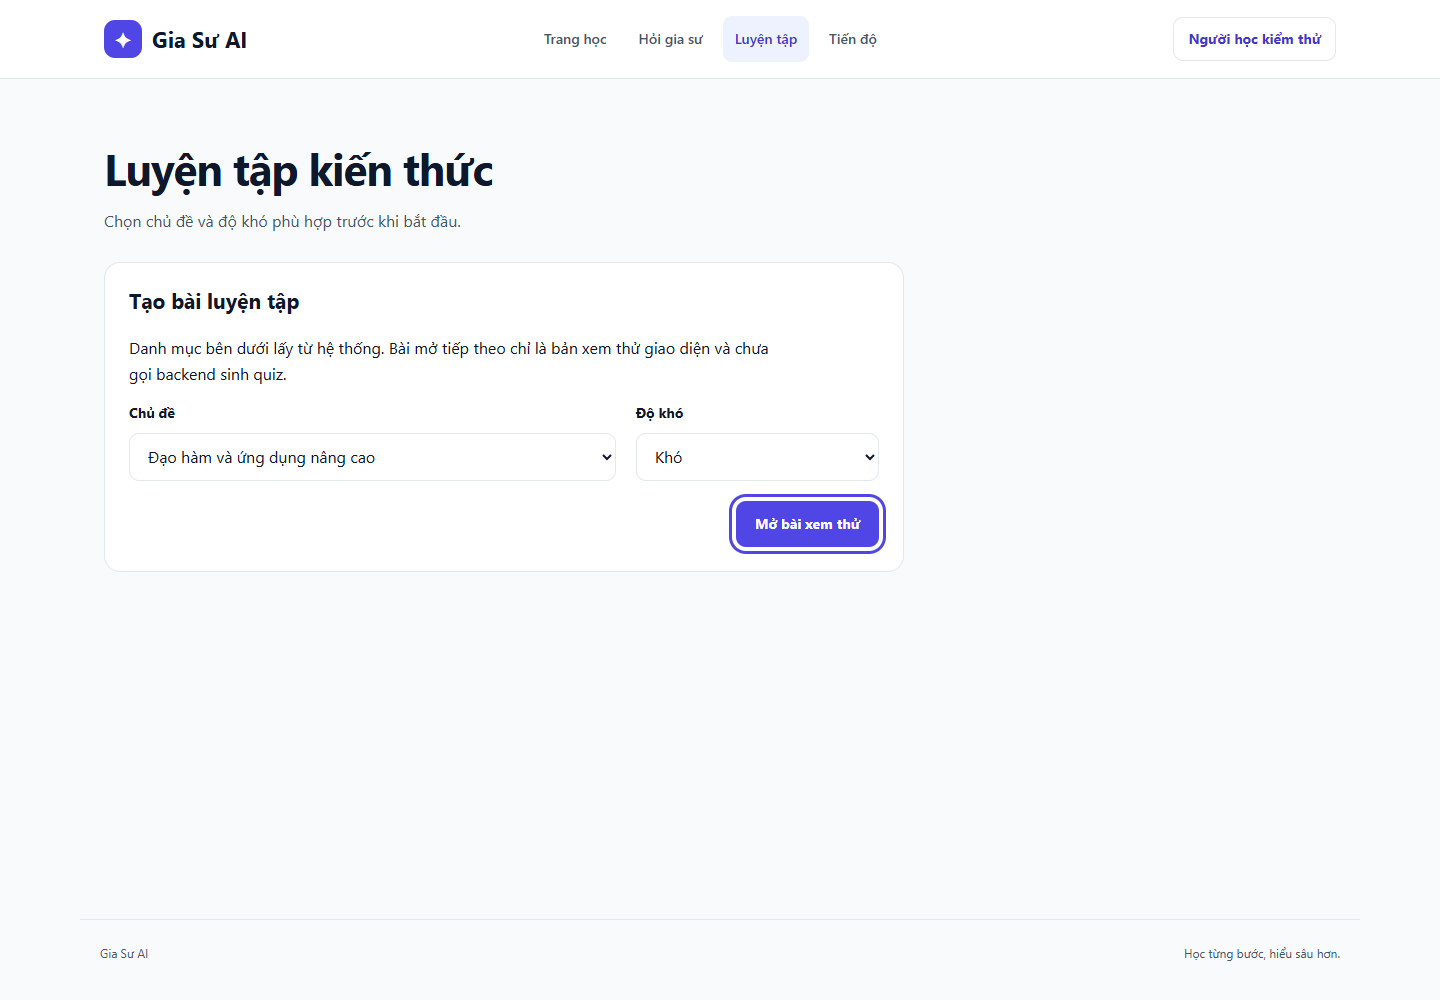 Gia Sư AI
Trang học
Hỏi gia sư
Luyện tập
Tiến độ
Người học kiểm thử
Luyện tập kiến thức
Chọn chủ đề và độ khó phù hợp trước khi bắt đầu.
Tạo bài luyện tập
Danh mục bên dưới lấy từ hệ thống. Bài mở tiếp theo chỉ là bản xem thử giao diện và chưa
gọi backend sinh quiz.
Chủ đề
Độ khó
Đạo hàm và ứng dụng nâng cao
Khó
Mở bài xem thử
Gia Sư AI
Học từng bước, hiểu sâu hơn.